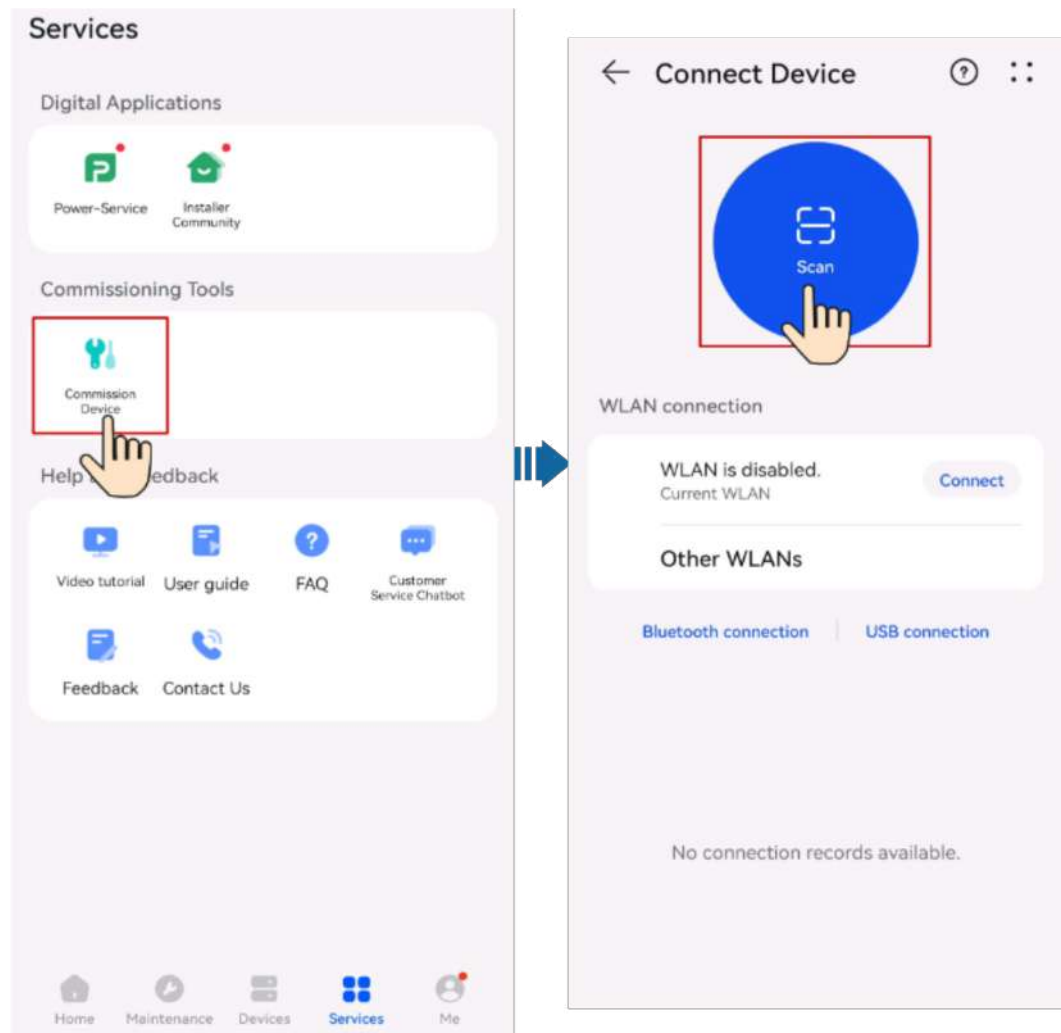 Services
Digital Applications
Power-Service
Installer
Community
Commissioning Tools
Commission
Device
Help edback
Video tutorial
User guide
FAQ
Customer
Service Chatbot
Feedback
Contact Us
Home
Maintenance
Devices
Services
Me
Connect Device
Scan
WLAN connection
WLAN is disabled.
Current WLAN
Connect
Other WLANs
Bluetooth connection
USB connection
No connection records available.